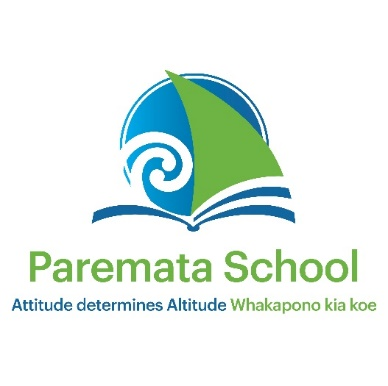 Paremata School
Attitude determines Altitude Whakapono kia koe